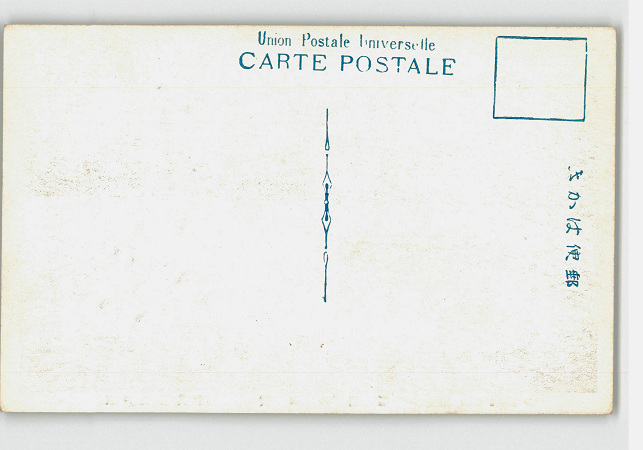 Union Postale Universelle
CARTE POSTALE
郵便はかき